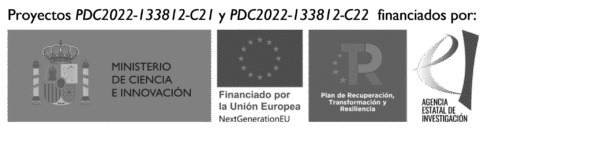 Proyectos PDC2022-133812-C21 y PDC2022-133812-C22 financiados por:
MINISTERIO
DE CIENCIA
E INNOVACIÓN
Financiado por
la Unión Europea
NextGenerationEU
Plan de Recuperación,
Transformación y
Resiliencia
AGENCIA
ESTATAL DE
INVESTIGACIÓN